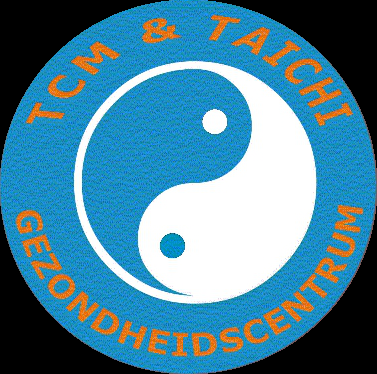 TCM & TAICHI
GEZONDHEIDSCENTRUM